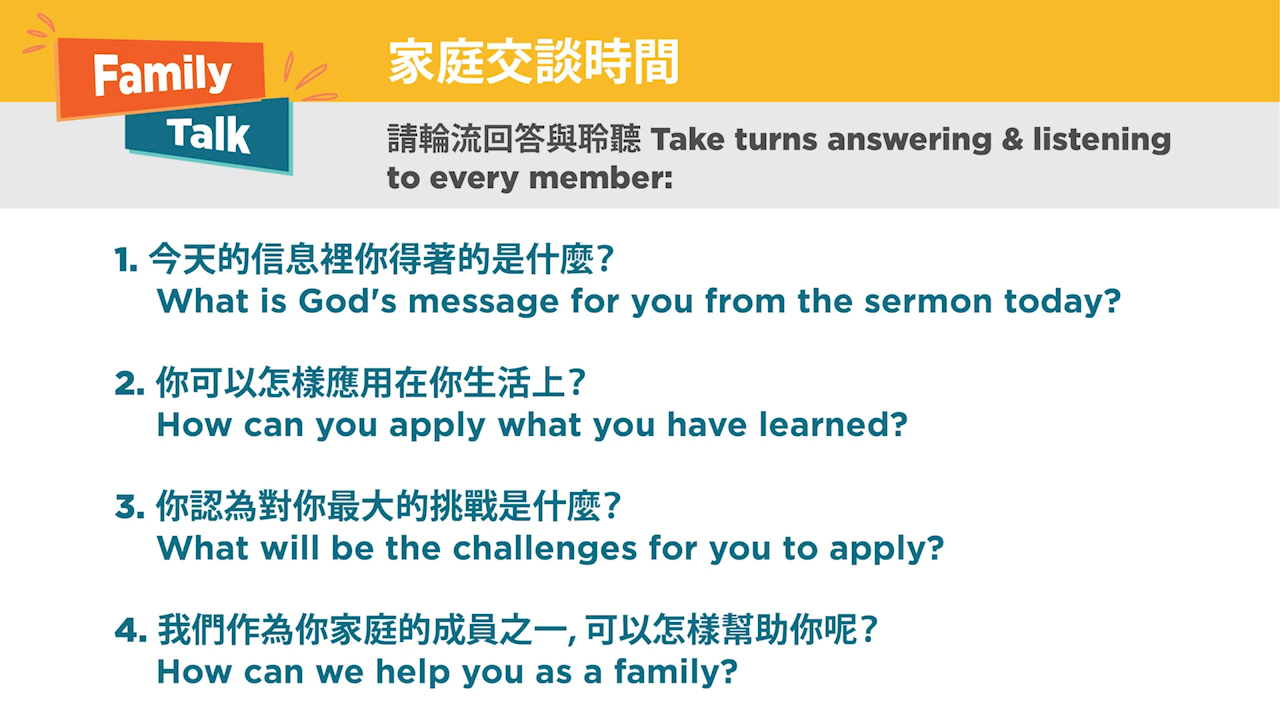 Family
Talk
家庭交談時間
請輪流回答與聆聽 Take turns answering & listening
to every member:
1. 今天的信息裡你得著的是什麼?
What is God's message for you from the sermon today?
2. 你可以怎樣應用在你生活上?
How can you apply what you have learned?
3. 你認為對你最大的挑戰是什麼?
What will be the challenges for you to apply?
4. 我們作為你家庭的成員之一, 可以怎樣幫助你呢?
How can we help you as a family?